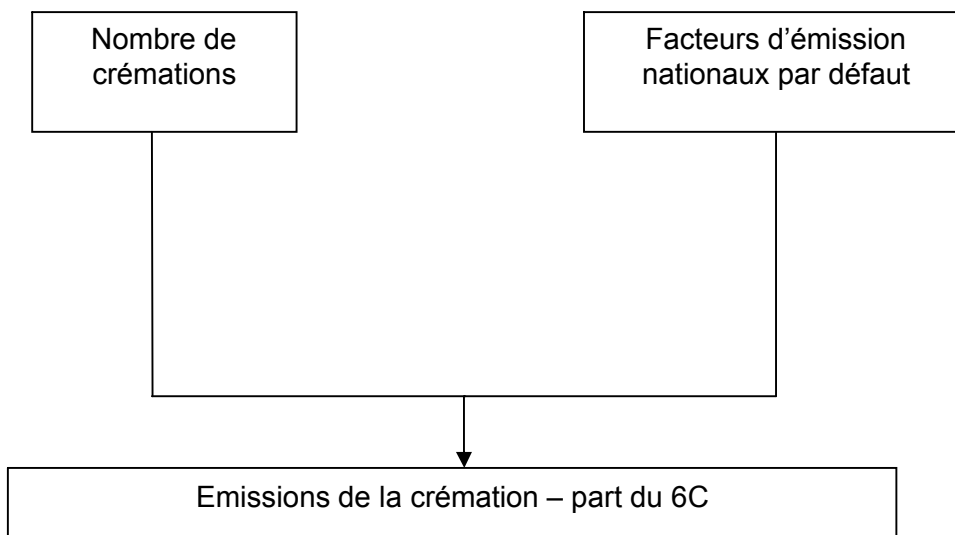 Nombre de
crémations
Facteurs d’émission
nationaux par défaut
Emissions de la crémation – part du 6C